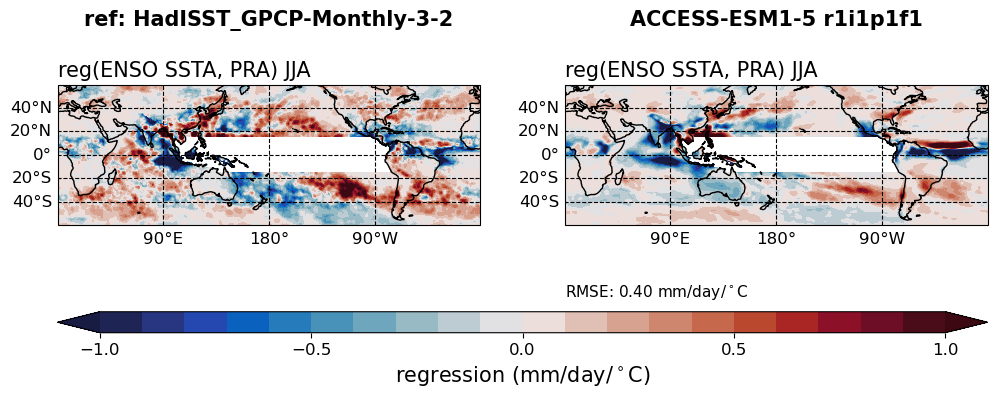 ref: HadISST_GPCP-Monthly-3-2
ACCESS-ESM1-5 r1i1p1f1
reg(ENSO SSTA, PRA) JJA
reg(ENSO SSTA, PRA) JJA
40°N
20°N
0°
20°S
40°S
90°E 180° 90°W
40°N
20°N
0°
20°S
40°S
90°E 180° 90°W
RMSE: 0.40 mm/day/˚C
−1.0 −0.5 0.0 0.5 1.0
regression (mm/day/˚C)